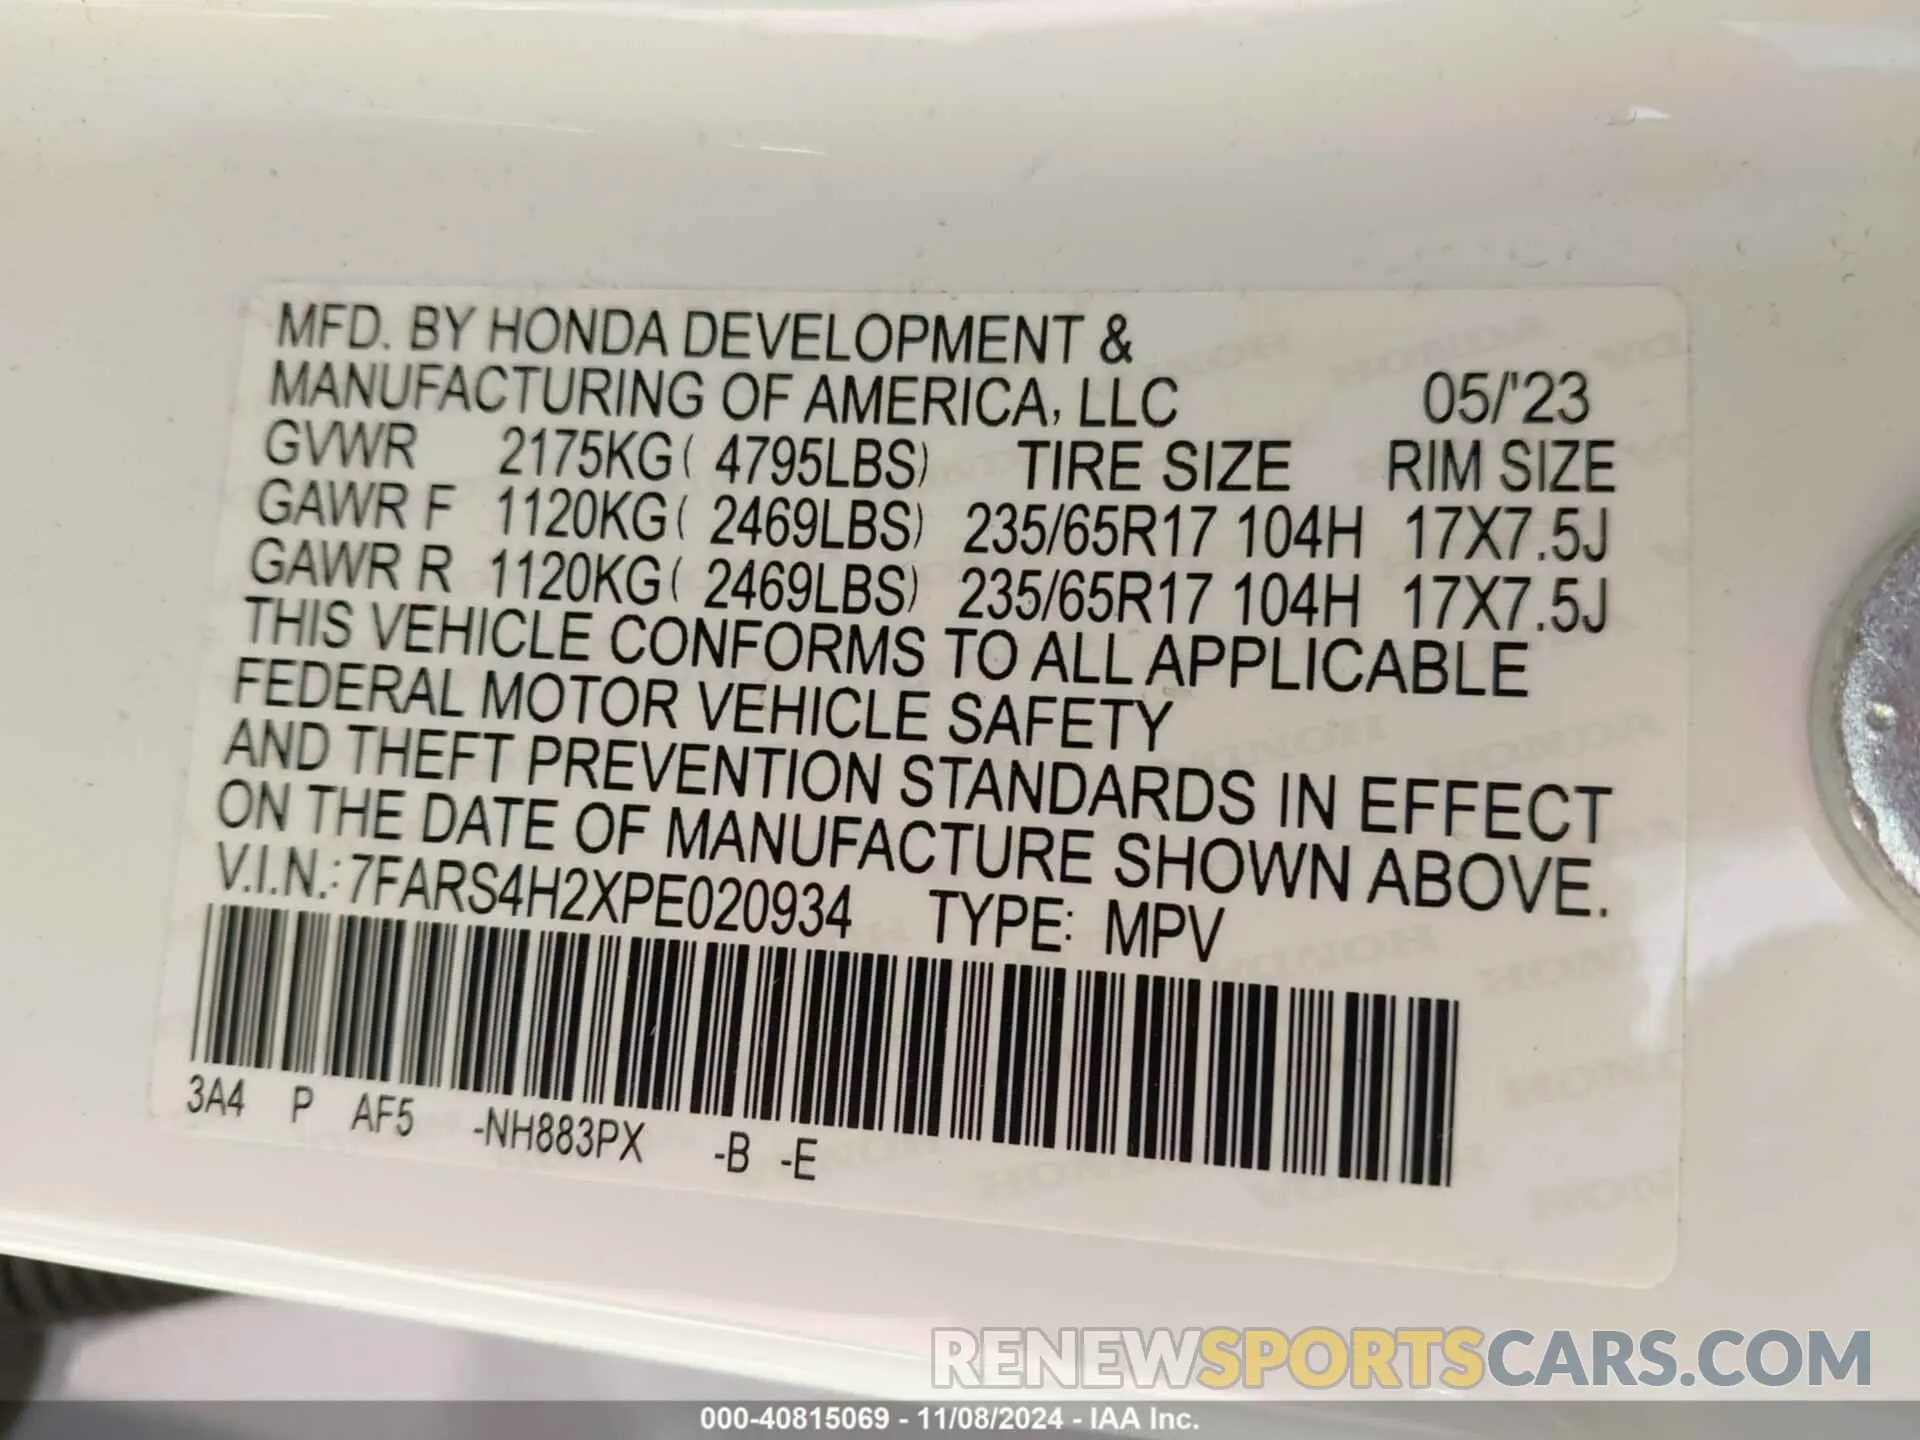 MFD. BY HONDA DEVELOPMENT &
MANUFACTURING OF AMERICA, LLC 05/'23
GVWR 2175KG( 4795LBS) TIRE SIZE RIM SIZE
GAWR F 1120KG( 2469LBS) 235/65R17 104H 17X7.5J
GAWR R 1120KG( 2469LBS) 235/65R17 104H 17X7.5J
THIS VEHICLE CONFORMS TO ALL APPLICABLE
FEDERAL MOTOR VEHICLE SAFETY
AND THEFT PREVENTION STANDARDS IN EFFECT
ON THE DATE OF MANUFACTURE SHOWN ABOVE.
V.I.N.: 7FARS4H2XPE020934 TYPE: MPV
3A4 P AF5 -NH883PX -B -E
RENEWSPORTSCARS.COM
000-40815069 - 11/08/2024 - IAA Inc.